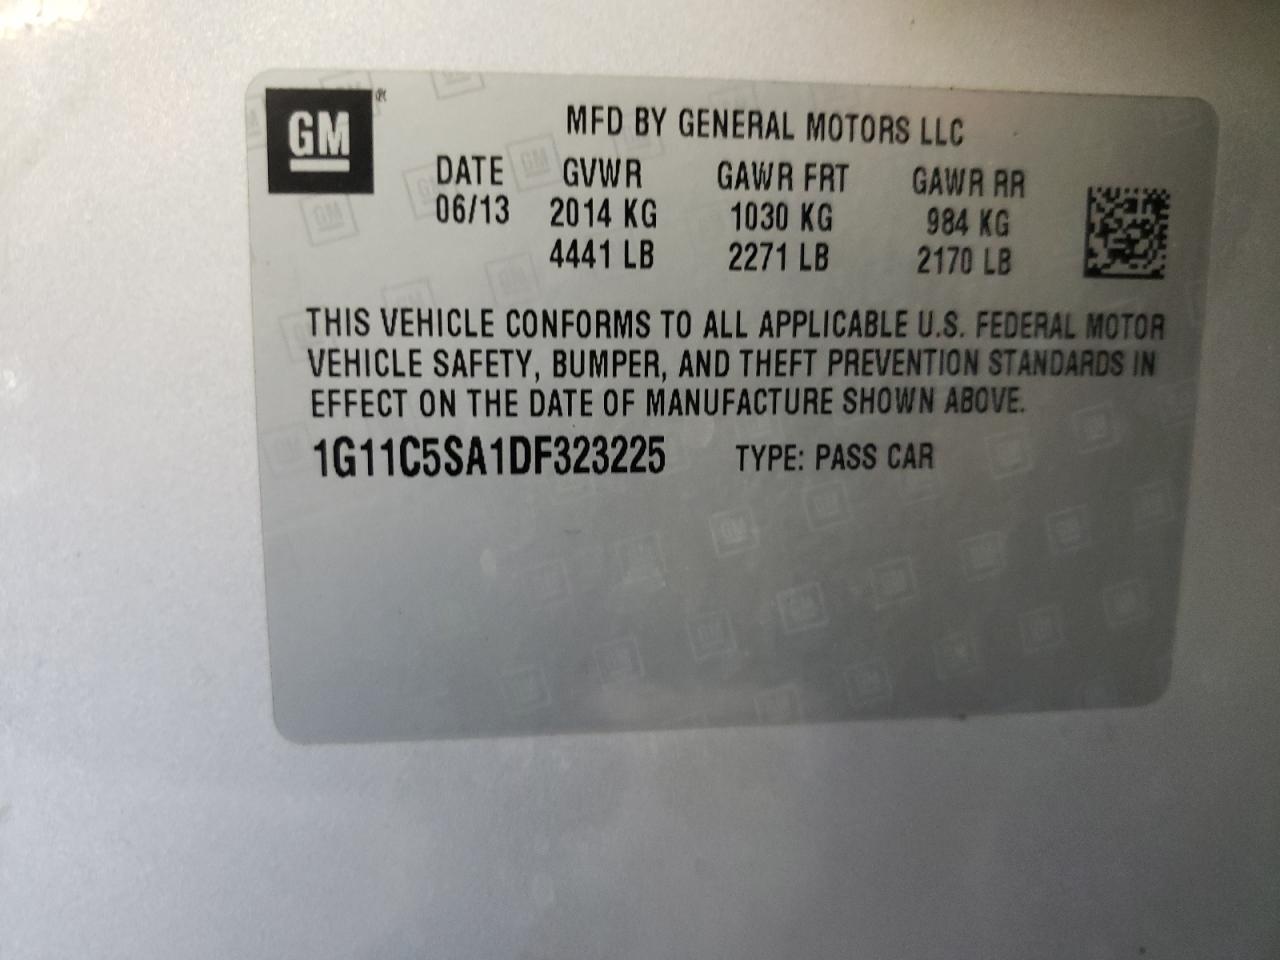 GM
MFD BY GENERAL MOTORS LLC
DATE GVWR GAWR FRT GAWR RR
06/13 2014 KG 1030 KG 984 KG
4441 LB 2271 LB 2170 LB
THIS VEHICLE CONFORMS TO ALL APPLICABLE U.S. FEDERAL MOTOR
VEHICLE SAFETY, BUMPER, AND THEFT PREVENTION STANDARDS IN
EFFECT ON THE DATE OF MANUFACTURE SHOWN ABOVE.
1G11C5SA1DF323225 TYPE: PASS CAR